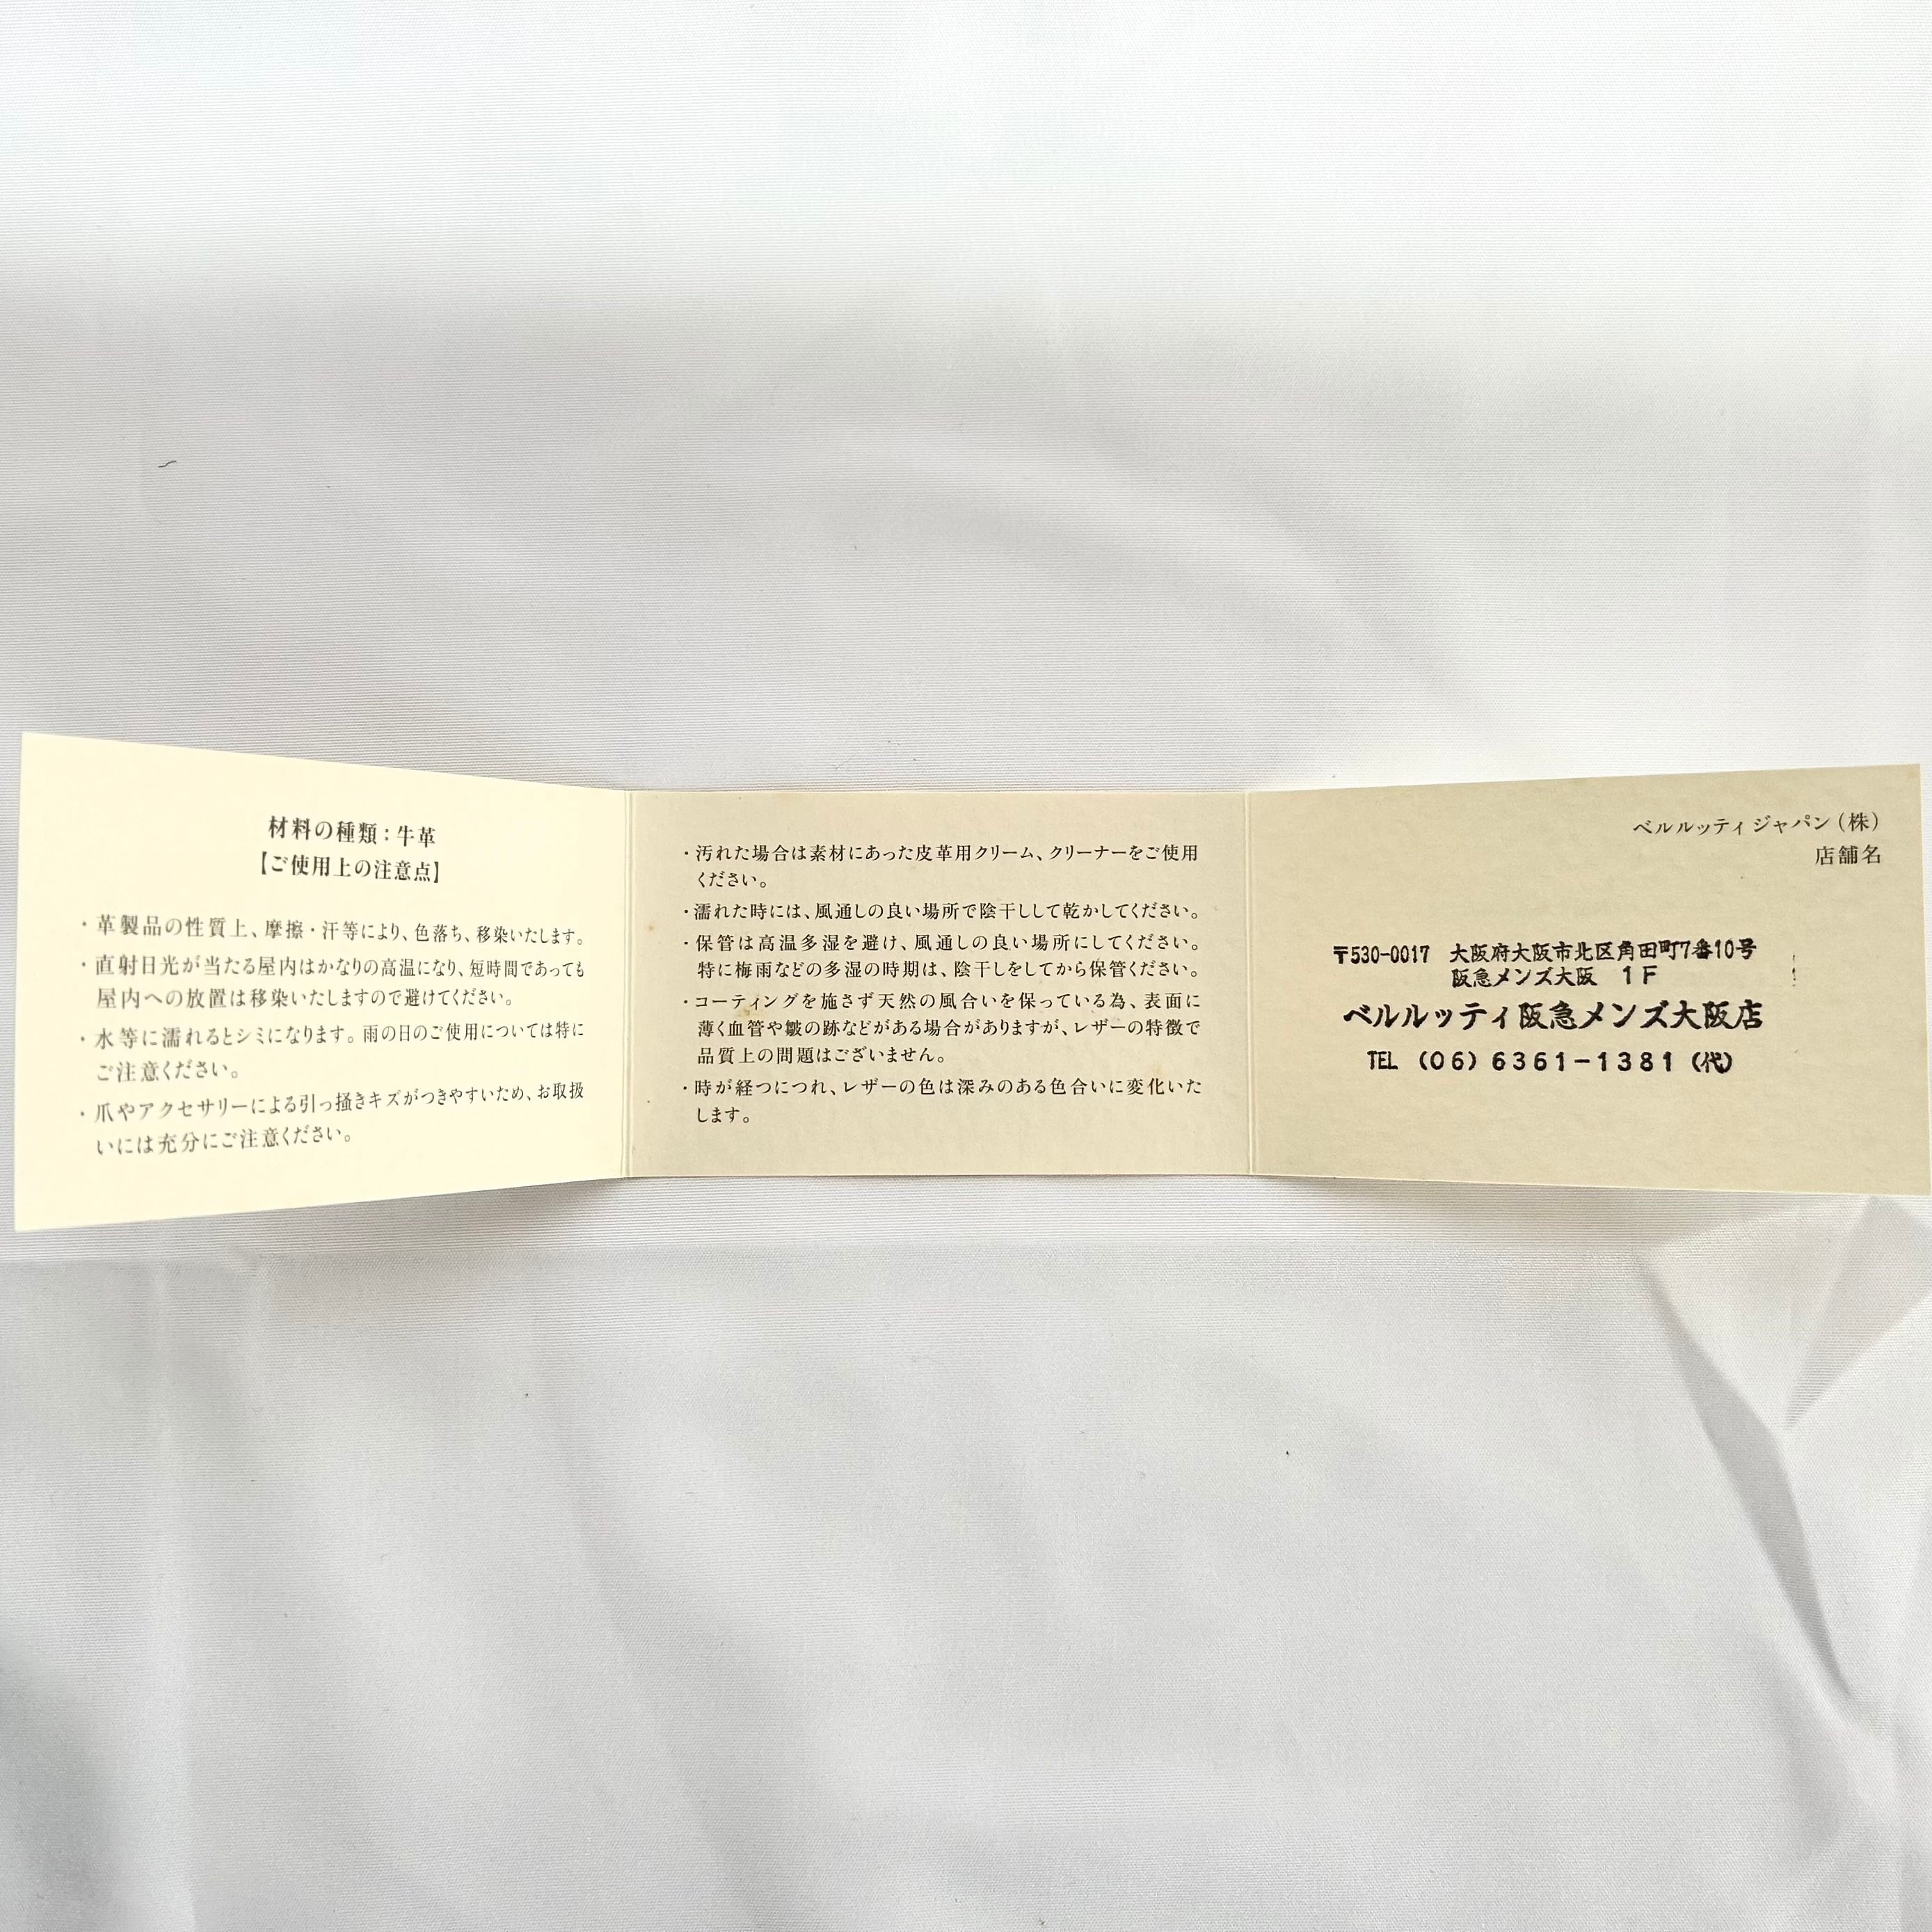 材料の種類：牛革
【ご使用上の注意点】
・革製品の性質上、摩擦・汗等により、色落ち、移染いたします。
・直射日光が当たる屋内はかなりの高温になり、短時間であっても
屋内への放置は移染いたしますので避けてください。
・水等に濡れるとシミになります。雨の日のご使用については特に
ご注意ください。
・爪やアクセサリーによる引っ掻きキズがつきやすいため、お取扱
いには充分にご注意ください。
・汚れた場合は素材にあった皮革用クリーム、クリーナーをご使用
ください。
・濡れた時には、風通しの良い場所で陰干しして乾かしてください。
・保管は高温多湿を避け、風通しの良い場所にしてください。
特に梅雨などの多湿の時期は、陰干しをしてから保管ください。
・コーティングを施さず天然の風合いを保っている為、表面に
薄く血管や皺の跡などがある場合がありますが、レザーの特徴で
品質上の問題はございません。
・時が経つにつれ、レザーの色は深みのある色合いに変化いた
します。
ベルルッティ ジャパン（株）
店舗名
〒530-0017 大阪府大阪市北区角田町7番10号
阪急メンズ大阪 1F
ベルルッティ阪急メンズ大阪店
TEL (06) 6361-1381 (代)